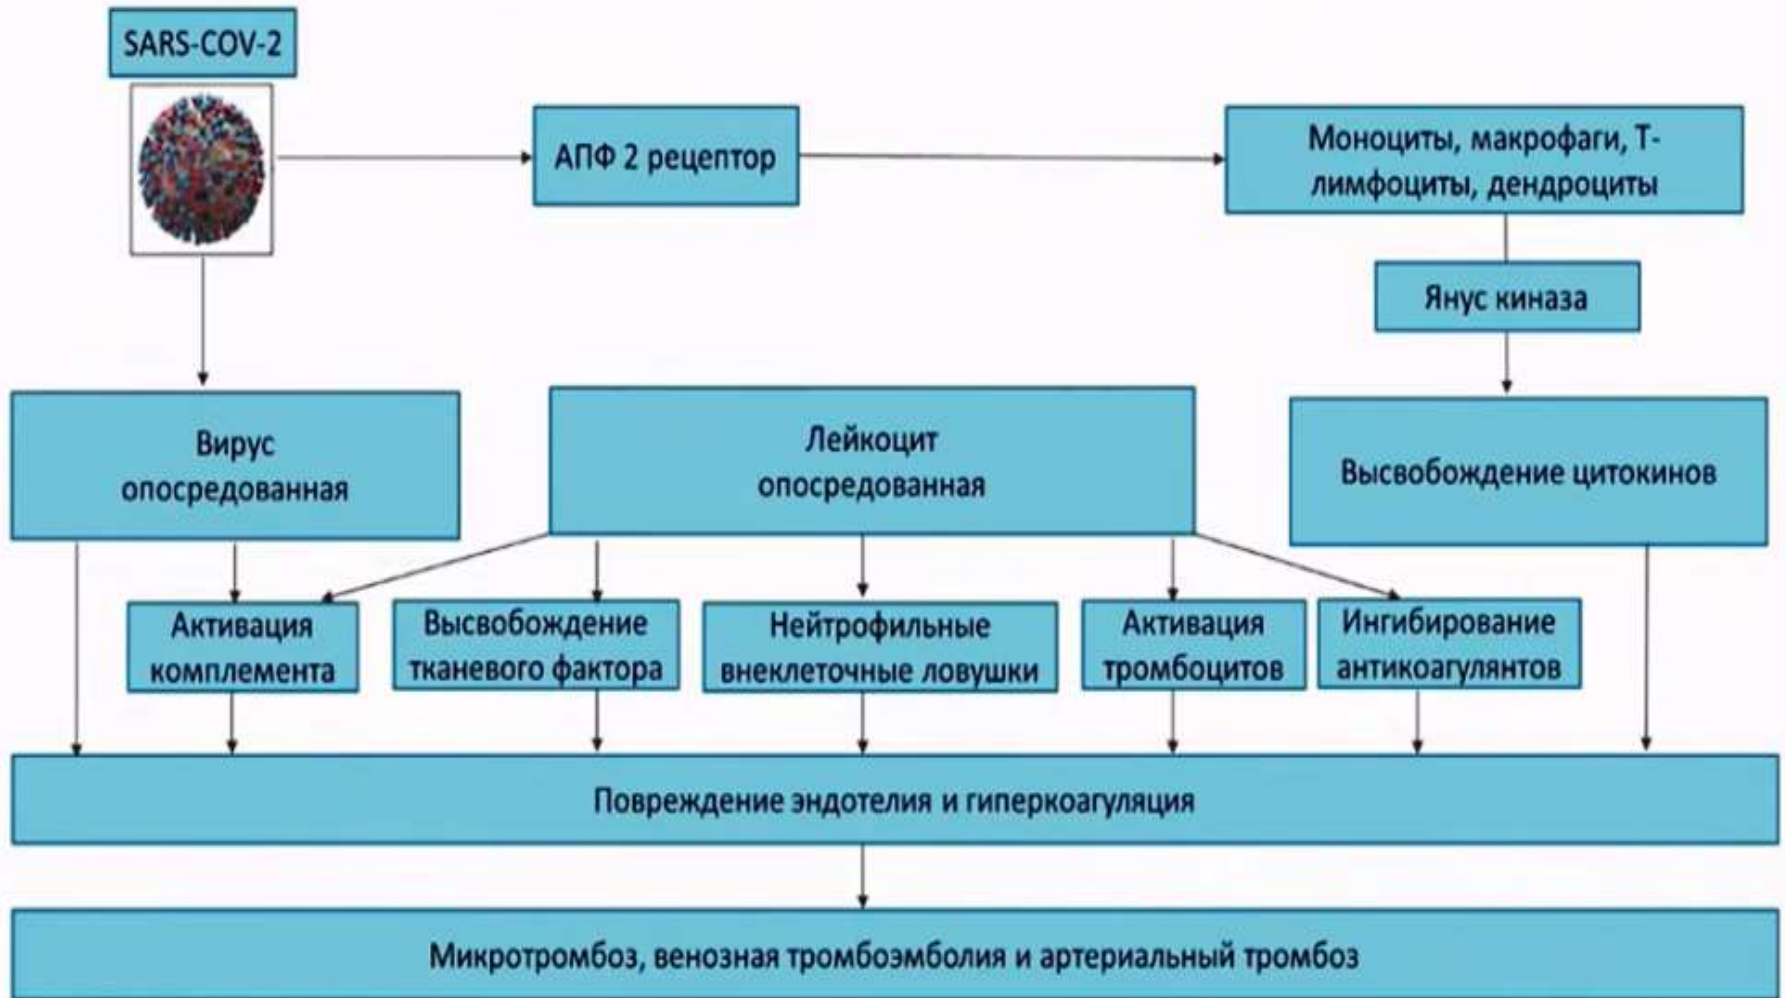 SARS-COV-2
АПФ 2 рецептор
Моноциты, макрофаги, Т-
лимфоциты, дендроциты
Янус киназа
Вирус
опосредованная
Лейкоцит
опосредованная
Высвобождение цитокинов
Активация
комплемента
Высвобождение
тканевого фактора
Нейтрофильные
внеклеточные ловушки
Активация
тромбоцитов
Ингибирование
антикоагулянтов
Повреждение эндотелия и гиперкоагуляция
Микротромбоз, венозная тромбоэмболия и артериальный тромбоз